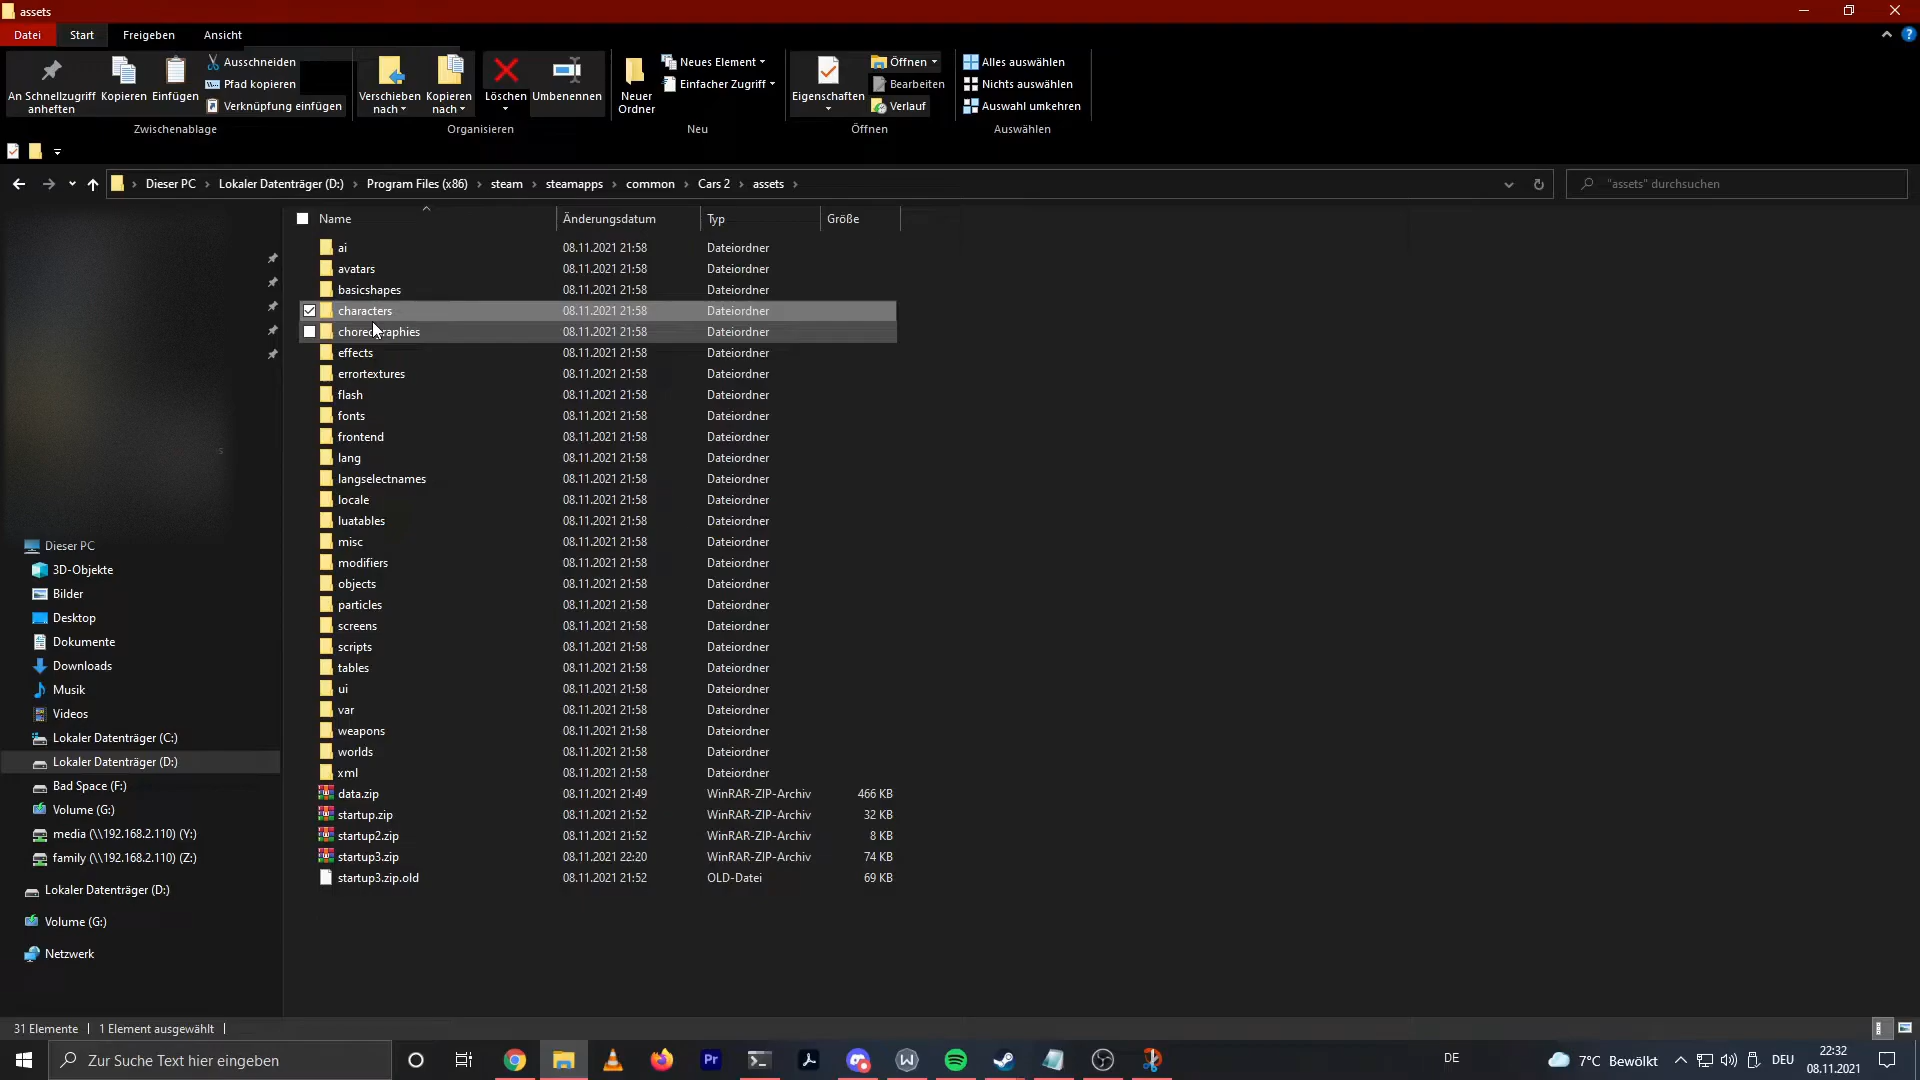 assets
Datei Start Freigeben Ansicht
An Schnellzugriff anheften
Kopieren
Einfügen
Ausschneiden
Pfad kopieren
Verknüpfung einfügen
Zwischenablage
Verschieben nach
Kopieren nach
Löschen
Umbenennen
Organisieren
Neuer Ordner
Neues Element
Einfacher Zugriff
Neu
Eigenschaften
Öffnen
Bearbeiten
Verlauf
Öffnen
Alles auswählen
Nichts auswählen
Auswahl umkehren
Auswählen
Dieser PC › Lokaler Datenträger (D:) › Program Files (x86) › steam › steamapps › common › Cars 2 › assets ›
"assets" durchsuchen
Name Änderungsdatum Typ Größe
ai 08.11.2021 21:58 Dateiordner
avatars 08.11.2021 21:58 Dateiordner
basicshapes 08.11.2021 21:58 Dateiordner
characters 08.11.2021 21:58 Dateiordner
choreographies 08.11.2021 21:58 Dateiordner
effects 08.11.2021 21:58 Dateiordner
errortextures 08.11.2021 21:58 Dateiordner
flash 08.11.2021 21:58 Dateiordner
fonts 08.11.2021 21:58 Dateiordner
frontend 08.11.2021 21:58 Dateiordner
lang 08.11.2021 21:58 Dateiordner
langselectnames 08.11.2021 21:58 Dateiordner
locale 08.11.2021 21:58 Dateiordner
luatables 08.11.2021 21:58 Dateiordner
misc 08.11.2021 21:58 Dateiordner
modifiers 08.11.2021 21:58 Dateiordner
objects 08.11.2021 21:58 Dateiordner
particles 08.11.2021 21:58 Dateiordner
screens 08.11.2021 21:58 Dateiordner
scripts 08.11.2021 21:58 Dateiordner
tables 08.11.2021 21:58 Dateiordner
ui 08.11.2021 21:58 Dateiordner
var 08.11.2021 21:58 Dateiordner
weapons 08.11.2021 21:58 Dateiordner
worlds 08.11.2021 21:58 Dateiordner
xml 08.11.2021 21:58 Dateiordner
data.zip 08.11.2021 21:49 WinRAR-ZIP-Archiv 466 KB
startup.zip 08.11.2021 21:52 WinRAR-ZIP-Archiv 32 KB
startup2.zip 08.11.2021 21:52 WinRAR-ZIP-Archiv 8 KB
startup3.zip 08.11.2021 22:20 WinRAR-ZIP-Archiv 74 KB
startup3.zip.old 08.11.2021 21:52 OLD-Datei 69 KB
Dieser PC
3D-Objekte
Bilder
Desktop
Dokumente
Downloads
Musik
Videos
Lokaler Datenträger (C:)
Lokaler Datenträger (D:)
Bad Space (F:)
Volume (G:)
media (\\192.168.2.110) (Y:)
family (\\192.168.2.110) (Z:)
Lokaler Datenträger (D:)
Volume (G:)
Netzwerk
31 Elemente | 1 Element ausgewählt |
Zur Suche Text hier eingeben
Pr
DE
7°C Bewölkt
DEU
22:32
08.11.2021